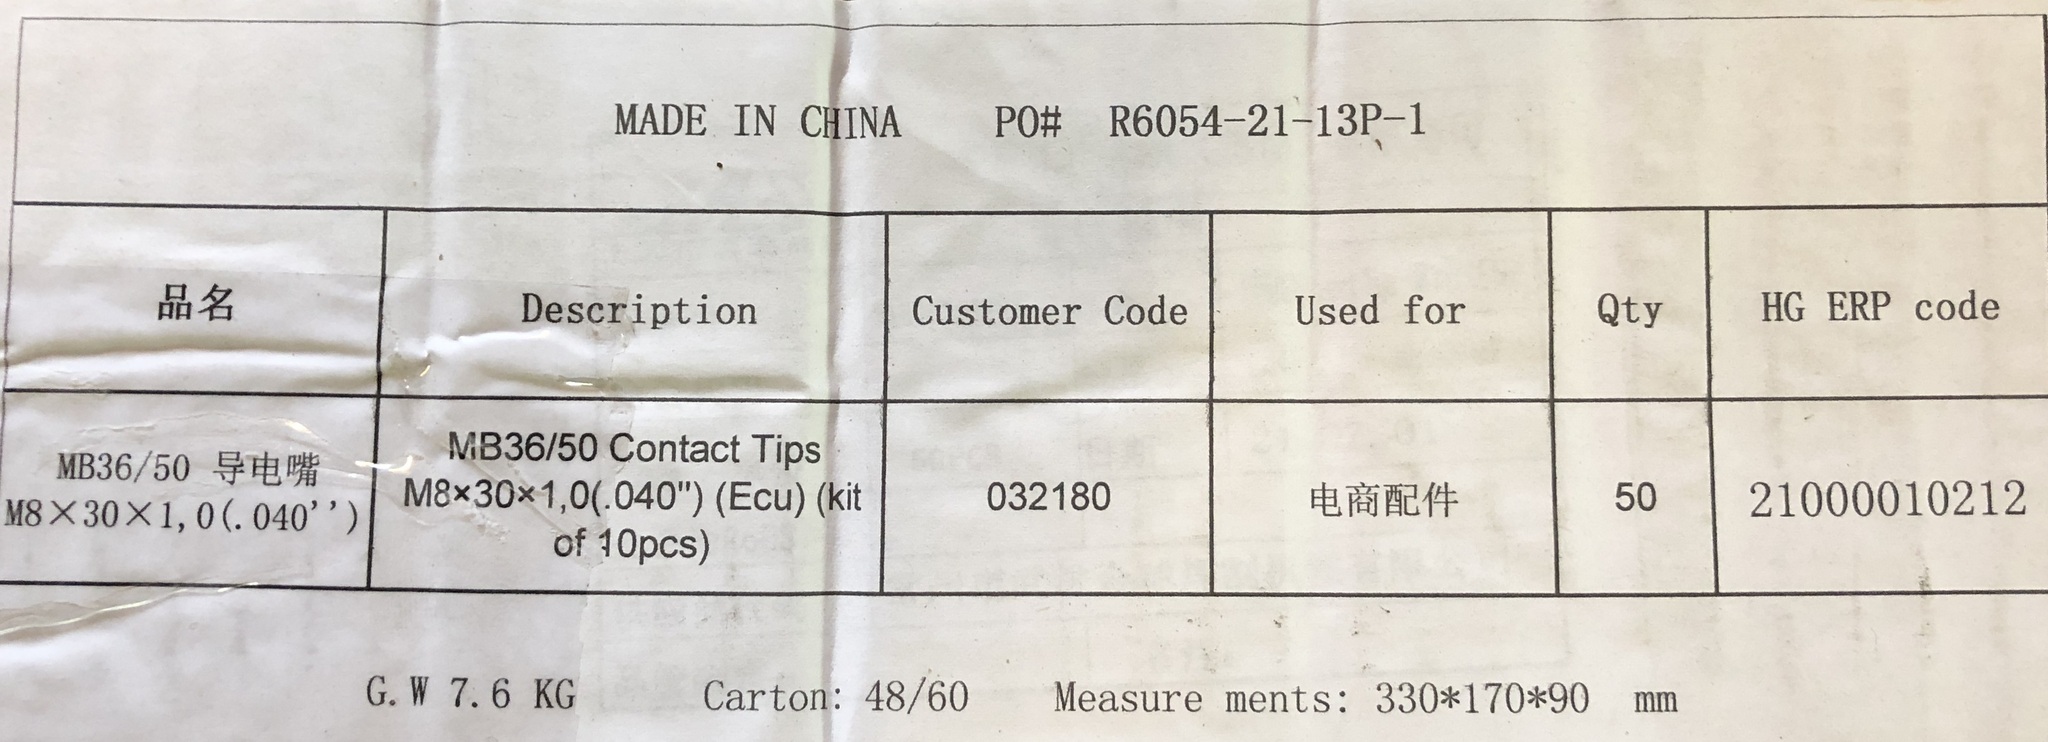 MADE IN CHINA PO# R6054-21-13P-1
品名 Description Customer Code Used for Qty HG ERP code
MB36/50 导电嘴
M8×30×1,0(.040'')
MB36/50 Contact Tips
M8×30×1,0(.040") (Ecu) (kit
of 10pcs)
032180
电商配件
50
21000010212
G.W 7.6 KG Carton: 48/60 Measure ments: 330*170*90 mm